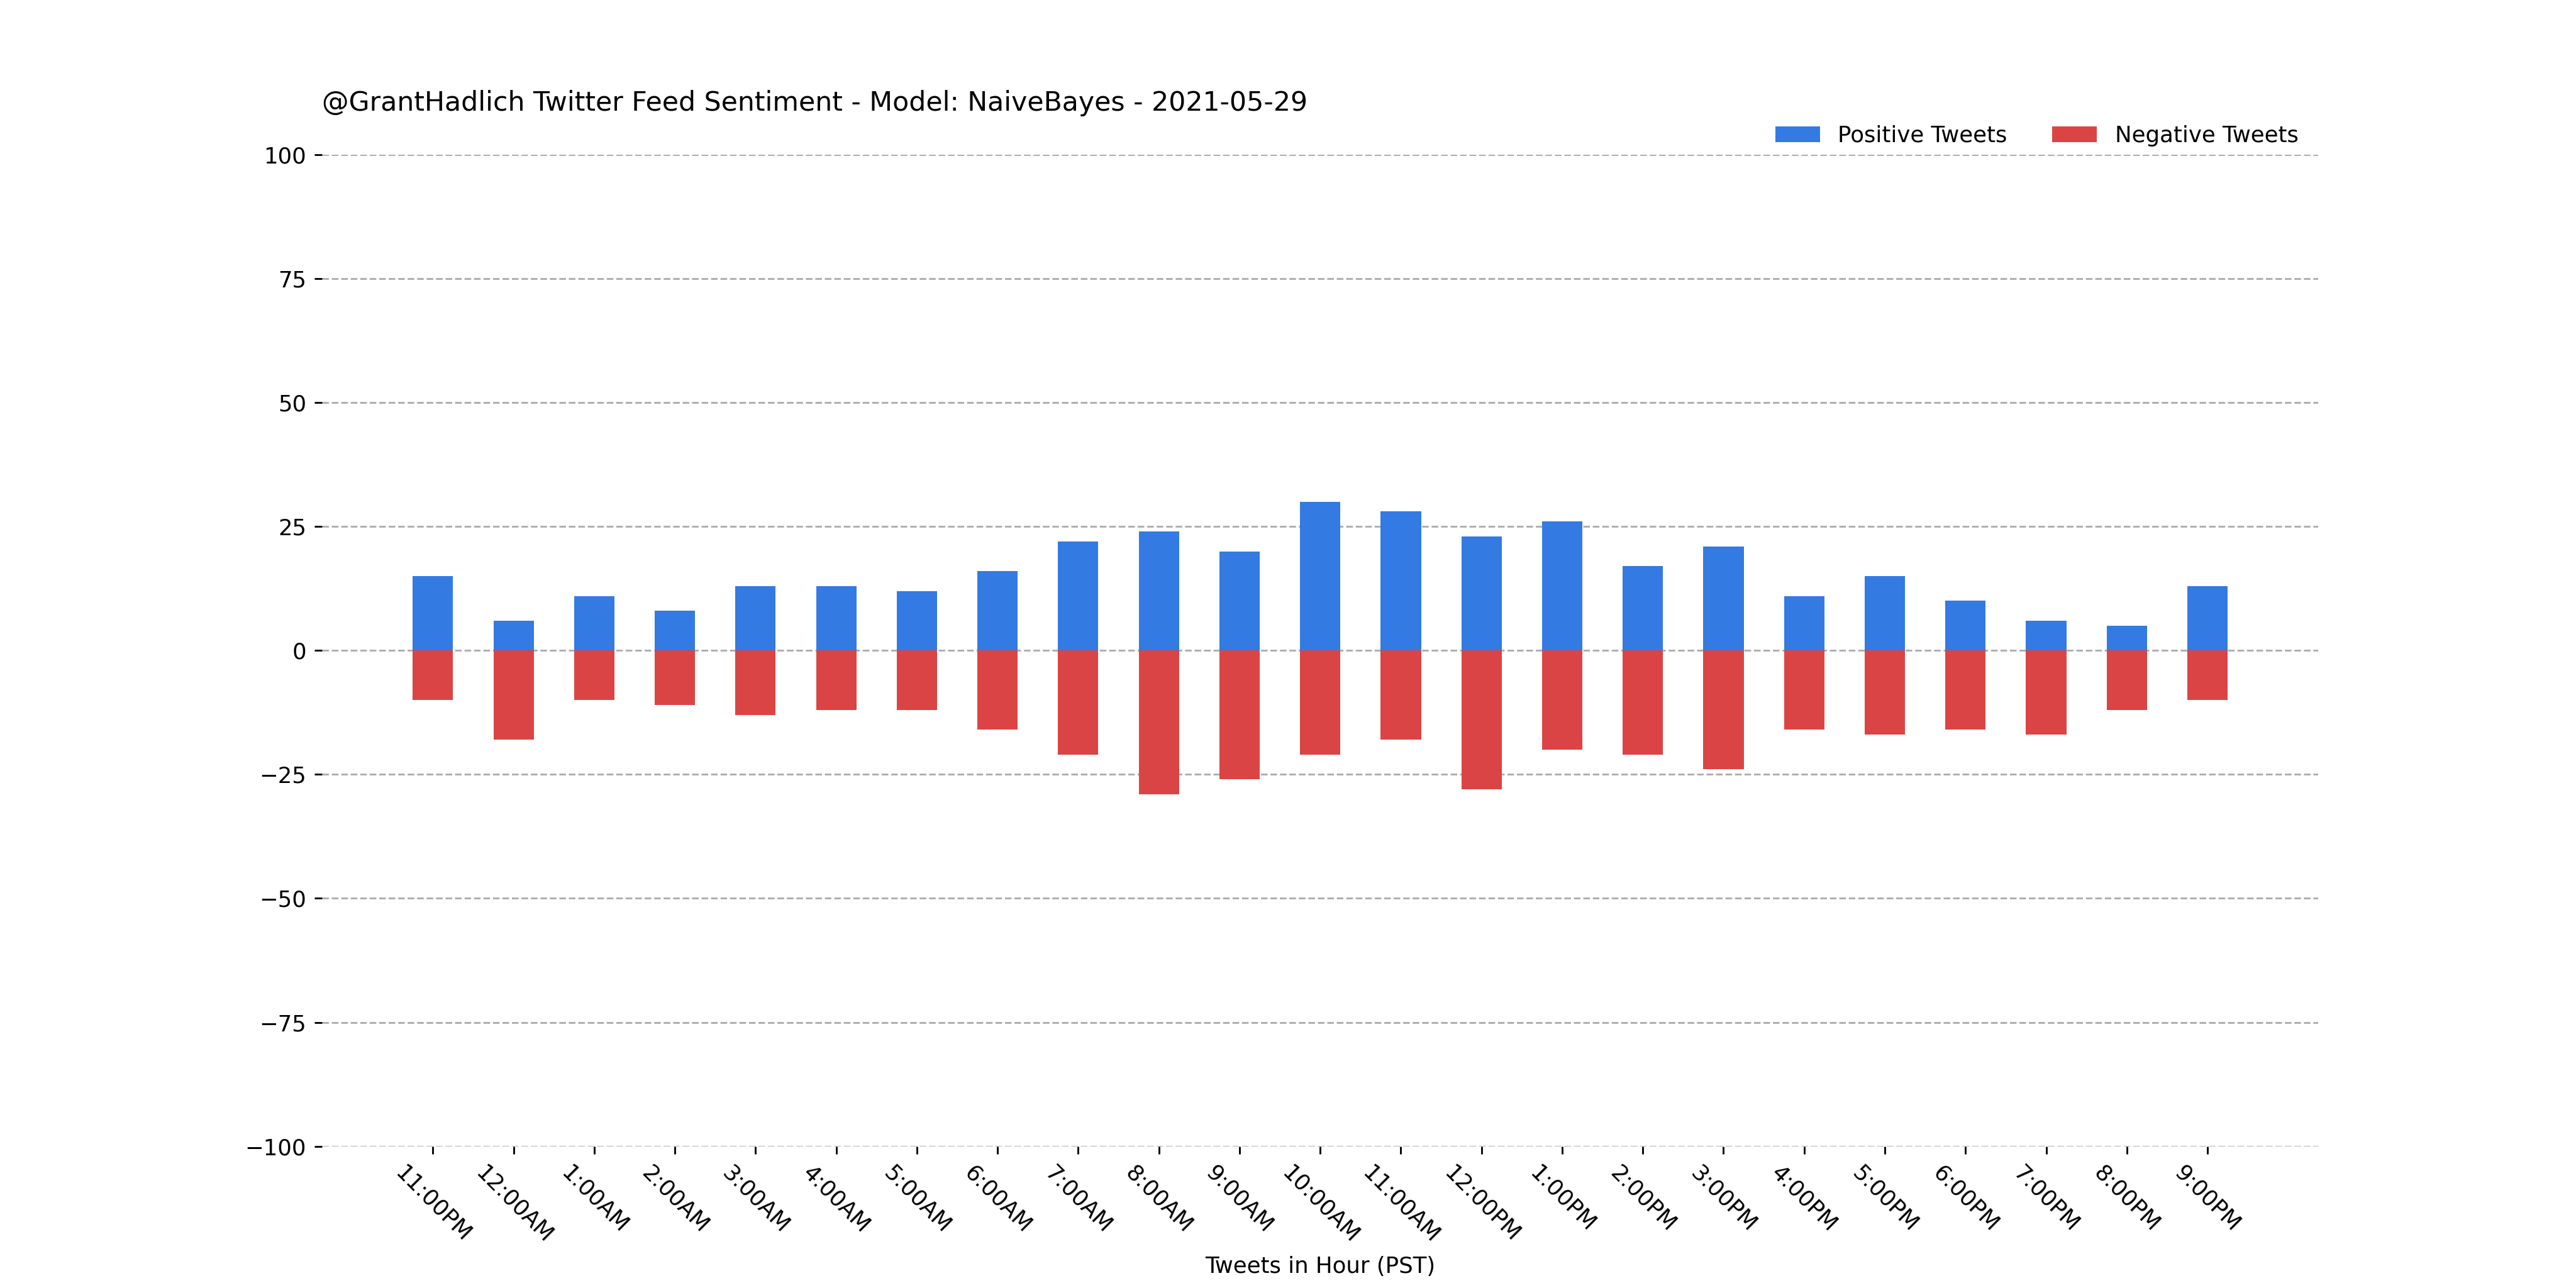 @GrantHadlich Twitter Feed Sentiment - Model: NaiveBayes - 2021-05-29
Positive Tweets Negative Tweets
100
75
50
25
0
−25
−50
−75
−100
11:00PM 12:00AM 1:00AM 2:00AM 3:00AM 4:00AM 5:00AM 6:00AM 7:00AM 8:00AM 9:00AM 10:00AM 11:00AM 12:00PM 1:00PM 2:00PM 3:00PM 4:00PM 5:00PM 6:00PM 7:00PM 8:00PM 9:00PM
Tweets in Hour (PST)